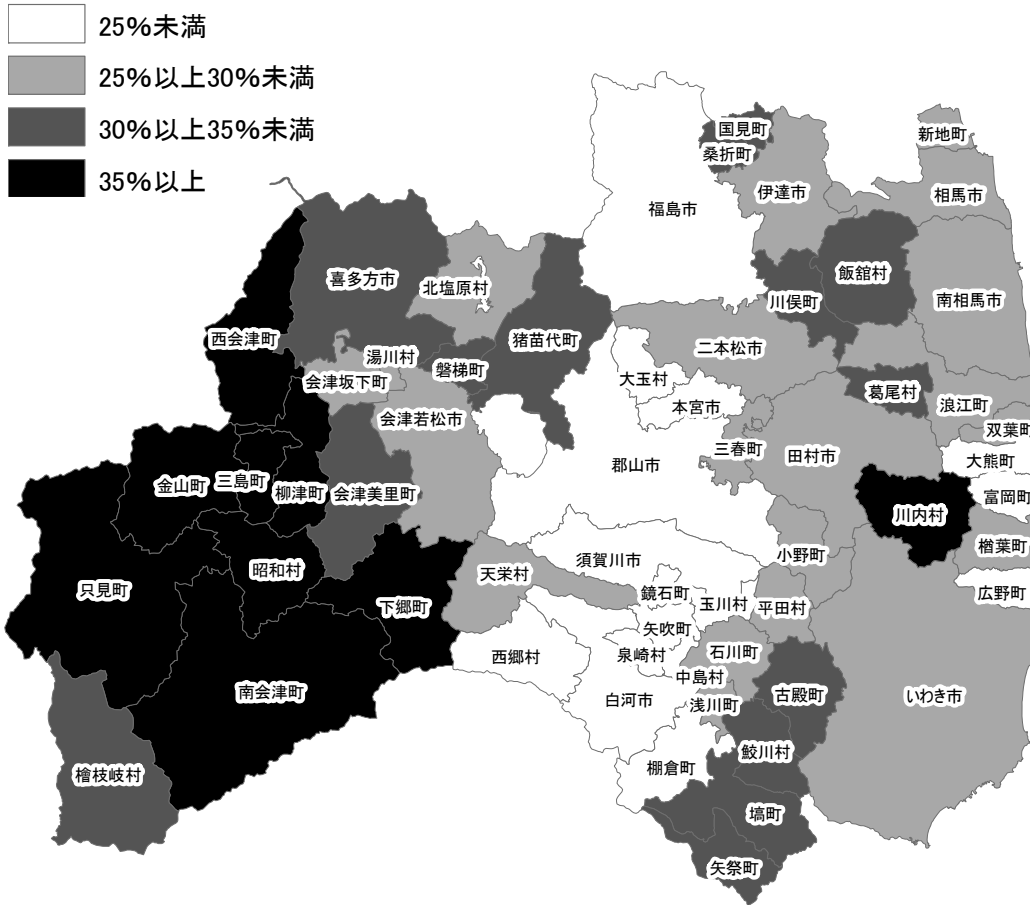 25%未満
25%以上30%未満
30%以上35%未満
35%以上
国見町
桑折町
新地町
伊達市
相馬市
福島市
喜多方市
北塩原村
飯舘村
川俣町
南相馬市
西会津町
猪苗代町
湯川村
二本松市
磐梯町
会津坂下町
大玉村
葛尾村
本宮市
浪江町
会津若松市
双葉町
三春町
田村市
大熊町
郡山市
金山町
三島町
柳津町
会津美里町
富岡町
川内村
楢葉町
小野町
須賀川市
昭和村
天栄村
只見町
下郷町
鏡石町
玉川村
平田村
広野町
矢吹町
泉崎村
石川町
西郷村
中島村
南会津町
白河市
浅川町
古殿町
いわき市
鮫川村
棚倉町
檜枝岐村
塙町
矢祭町